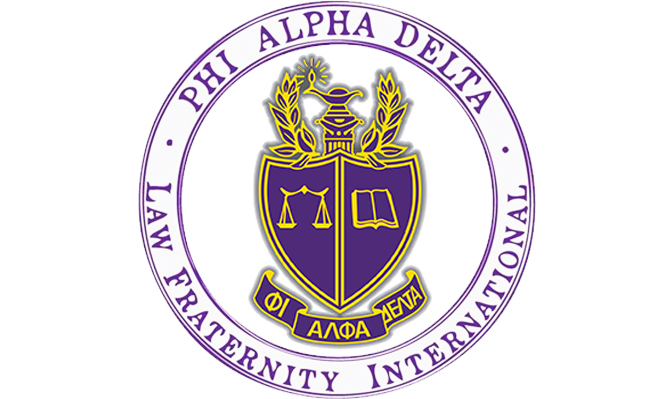 PHI ALPHA DELTA
LAW FRATERNITY INTERNATIONAL
ΦΙ
ΑΛΦΑ
ΔΕΛΤΑ